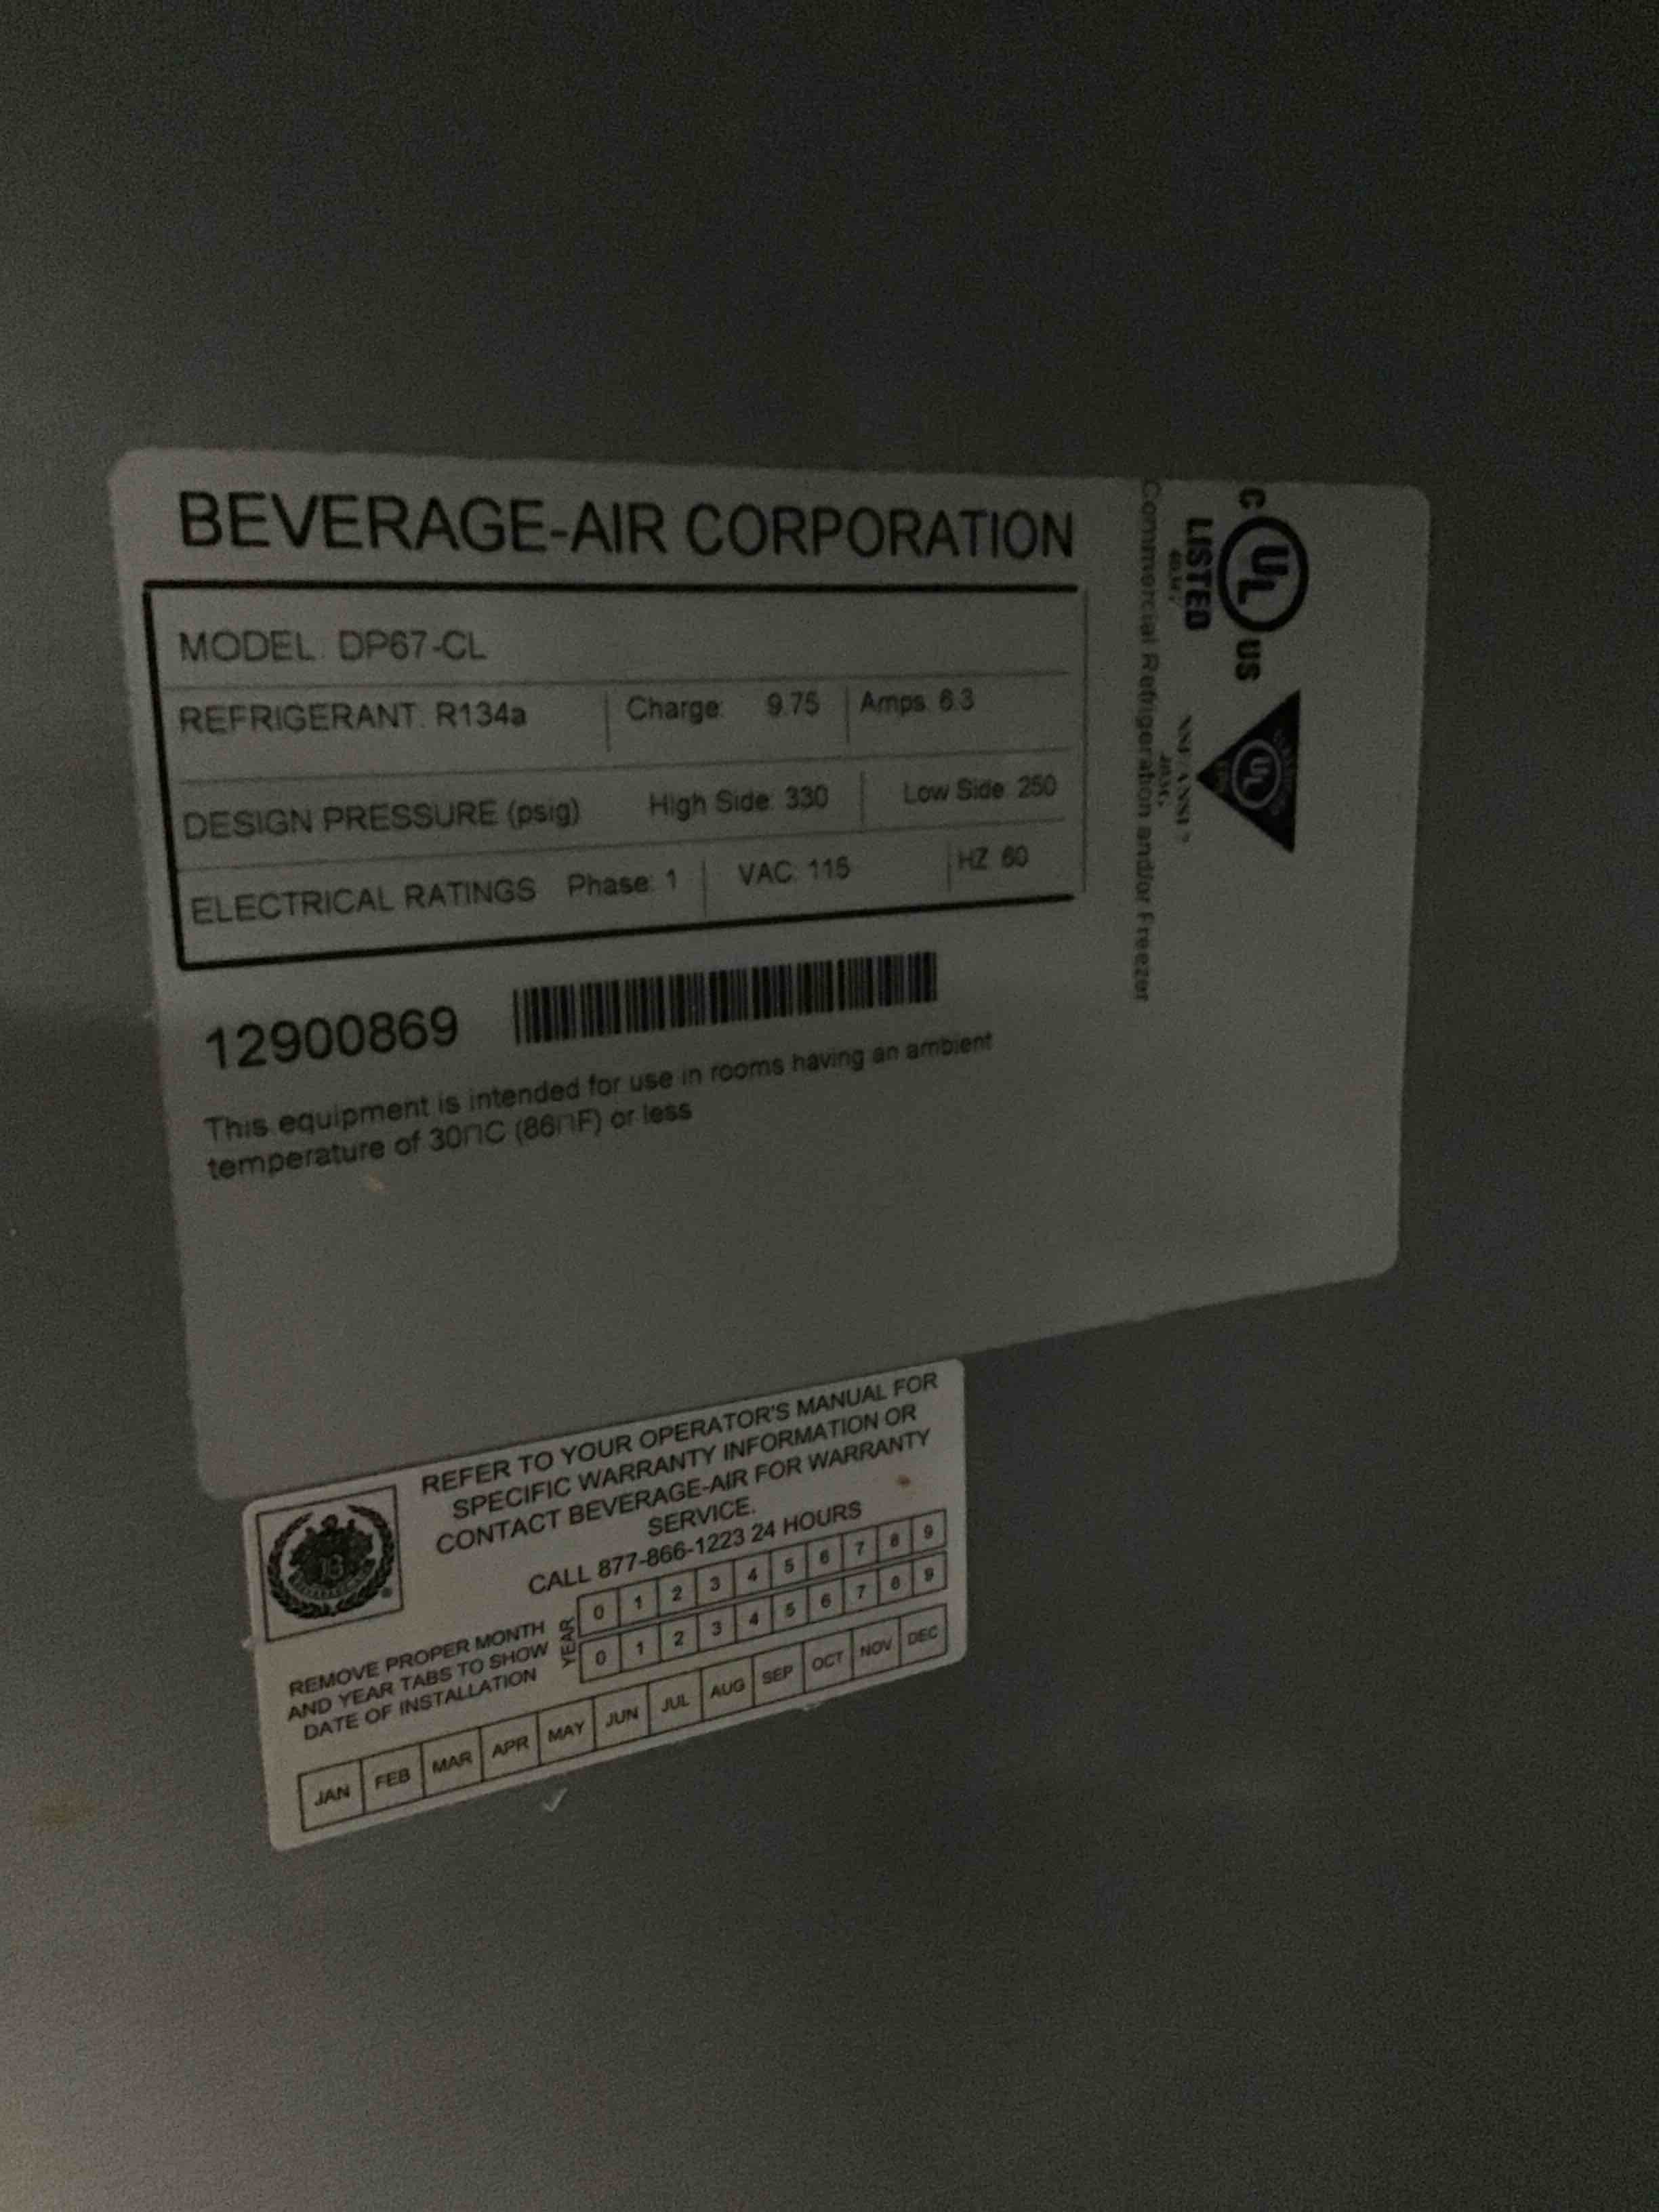 BEVERAGE-AIR CORPORATION
MODEL: DP67-CL
REFRIGERANT: R134a Charge: 9.75 Amps: 6.3
DESIGN PRESSURE (psig) High Side: 330 Low Side: 250
ELECTRICAL RATINGS Phase: 1 VAC: 115 HZ: 60
12900869
This equipment is intended for use in rooms having an ambient
temperature of 30⊓C (86⊓F) or less
C UL US
LISTED
Commercial Refrigeration and/or Freezer
UL
NSF/ANSI 7
REFER TO YOUR OPERATOR'S MANUAL FOR
SPECIFIC WARRANTY INFORMATION OR
CONTACT BEVERAGE-AIR FOR WARRANTY
SERVICE.
CALL 877-866-1223 24 HOURS
B
REMOVE PROPER MONTH
AND YEAR TABS TO SHOW
DATE OF INSTALLATION
YEAR
0 1 2 3 4 5 6 7 8 9
0 1 2 3 4 5 6 7 8 9
JAN FEB MAR APR MAY JUN JUL AUG SEP OCT NOV DEC